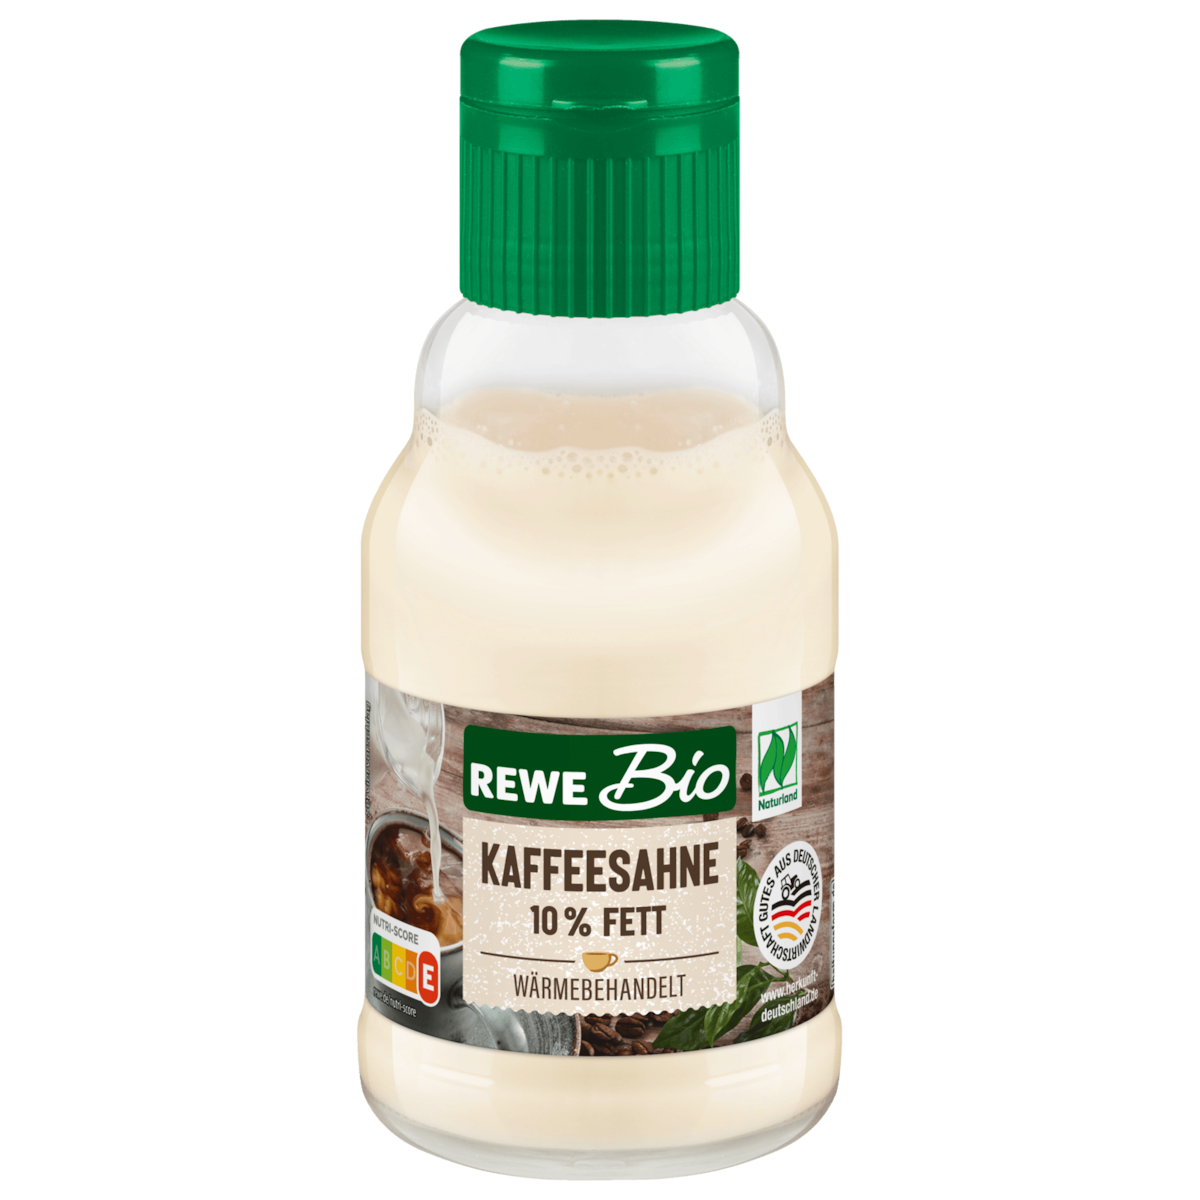 REWE Bio
Naturland
KAFFEESAHNE
10 % FETT
WÄRMEBEHANDELT
GUTES AUS DEUTSCHER LANDWIRTSCHAFT
www.herkunft-
deutschland.de
NUTRI-SCORE
A B C D E